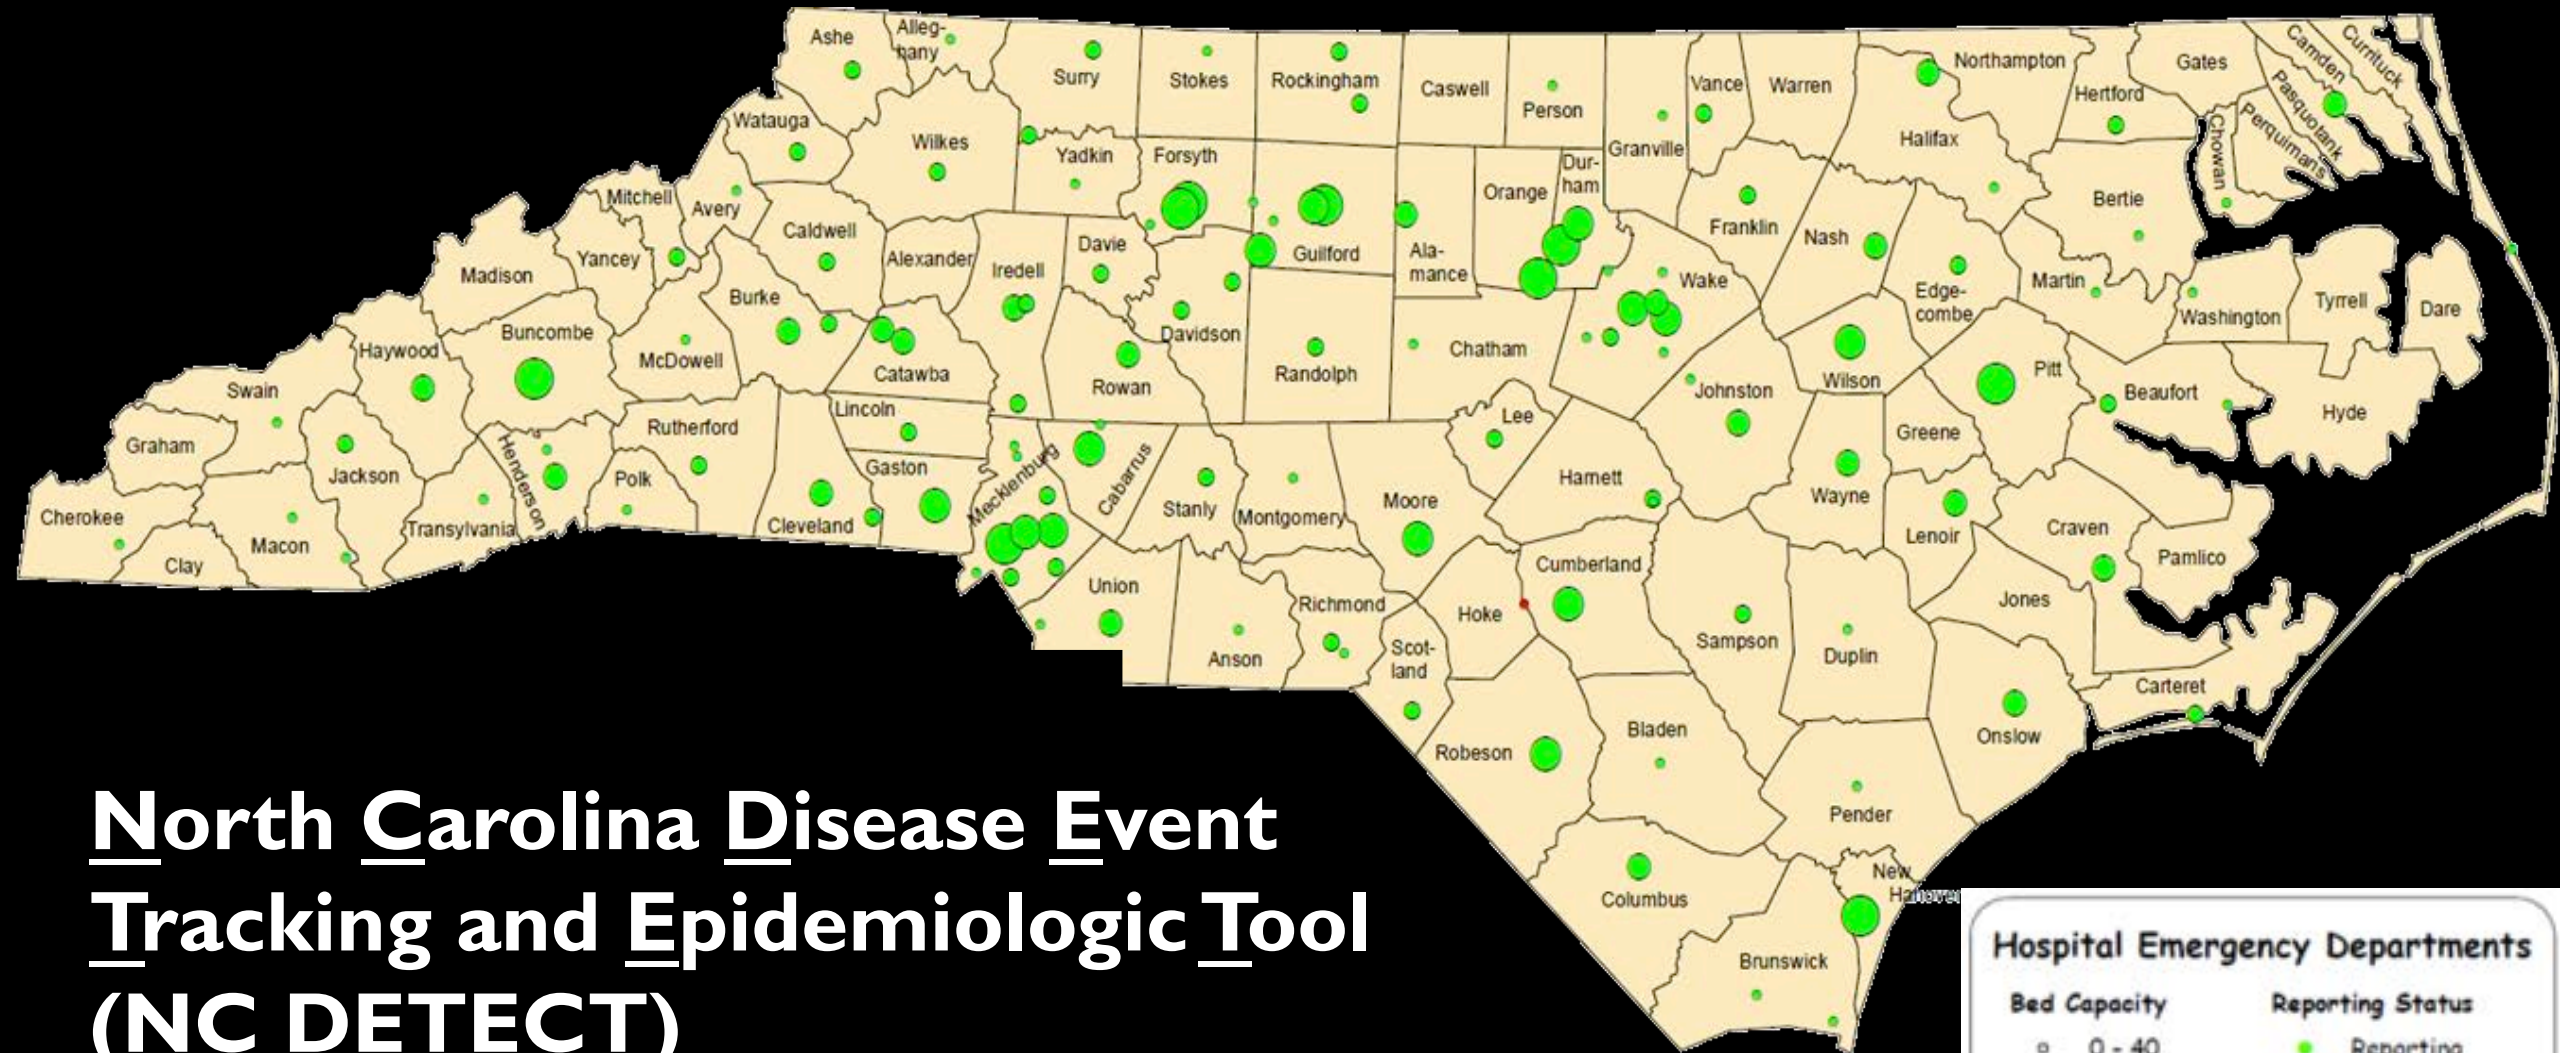 Ashe
Alleg-
hany
Surry
Stokes
Rockingham
Caswell
Person
Vance
Warren
Northampton
Gates
Camden
Currituck
Hertford
Pasquotank
Perquimans
Chowan
Watauga
Wilkes
Yadkin
Forsyth
Guilford
Ala-
mance
Orange
Dur-
ham
Granville
Franklin
Halifax
Bertie
Mitchell
Avery
Caldwell
Alexander
Iredell
Davie
Davidson
Randolph
Chatham
Wake
Nash
Edge-
combe
Martin
Washington
Tyrrell
Dare
Madison
Yancey
Burke
McDowell
Catawba
Rowan
Buncombe
Haywood
Swain
Graham
Jackson
Cherokee
Clay
Macon
Transylvania
Henderson
Polk
Rutherford
Cleveland
Lincoln
Gaston
Mecklenburg
Cabarrus
Stanly
Montgomery
Moore
Lee
Harnett
Johnston
Wilson
Wayne
Greene
Pitt
Beaufort
Hyde
Lenoir
Craven
Pamlico
Jones
Union
Anson
Richmond
Scot-
land
Hoke
Cumberland
Sampson
Duplin
Onslow
Carteret
Robeson
Bladen
Pender
New
Hanover
Columbus
Brunswick
North Carolina Disease Event
Tracking and Epidemiologic Tool
(NC DETECT)
Hospital Emergency Departments
Bed Capacity
Reporting Status
0 - 40
Reporting